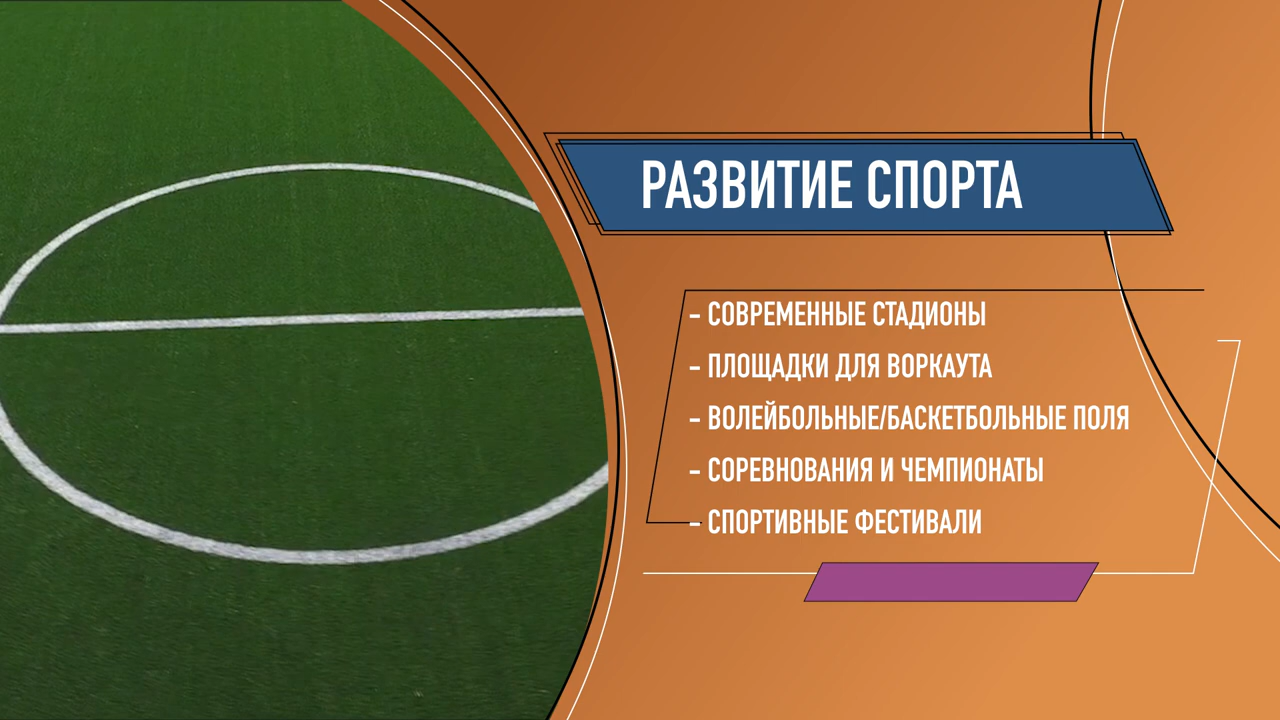 РАЗВИТИЕ СПОРТА
- СОВРЕМЕННЫЕ СТАДИОНЫ
- ПЛОЩАДКИ ДЛЯ ВОРКАУТА
- ВОЛЕЙБОЛЬНЫЕ/БАСКЕТБОЛЬНЫЕ ПОЛЯ
- СОРЕВНОВАНИЯ И ЧЕМПИОНАТЫ
- СПОРТИВНЫЕ ФЕСТИВАЛИ